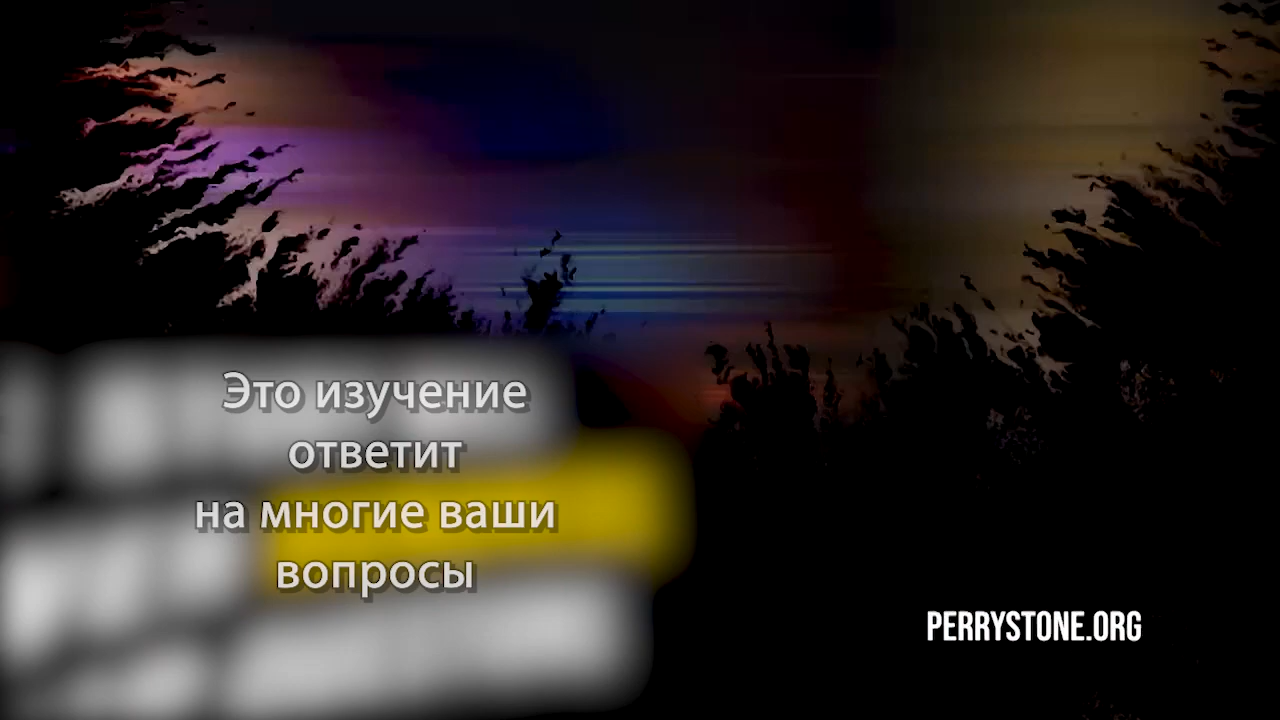 Это изучение
ответит
на многие ваши
вопросы
PERRYSTONE.ORG